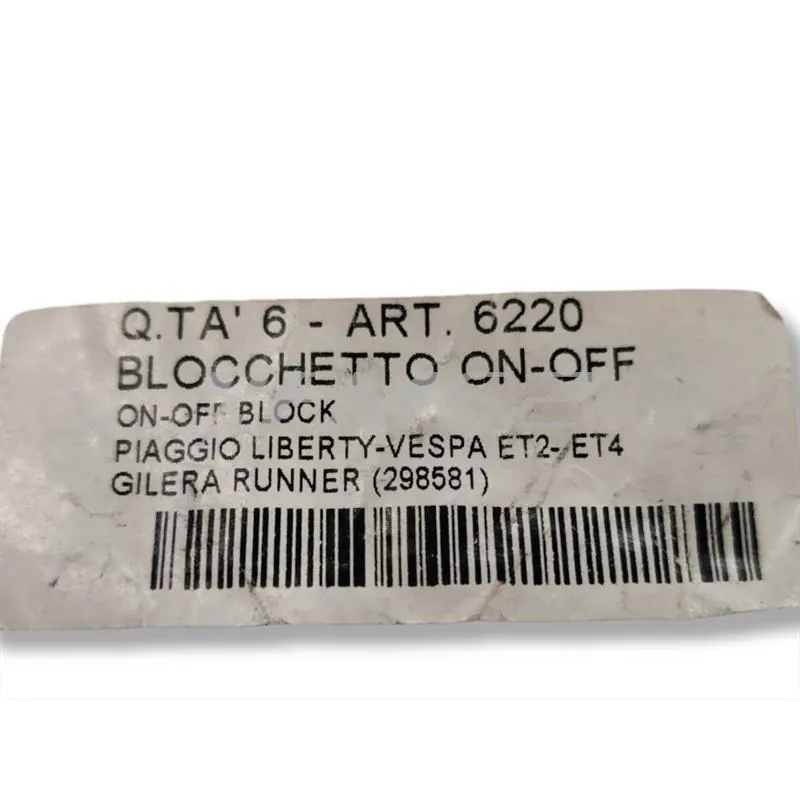 Q.TA' 6 - ART. 6220
BLOCCHETTO ON-OFF
ON-OFF BLOCK
PIAGGIO LIBERTY-VESPA ET2- ET4
GILERA RUNNER (298581)